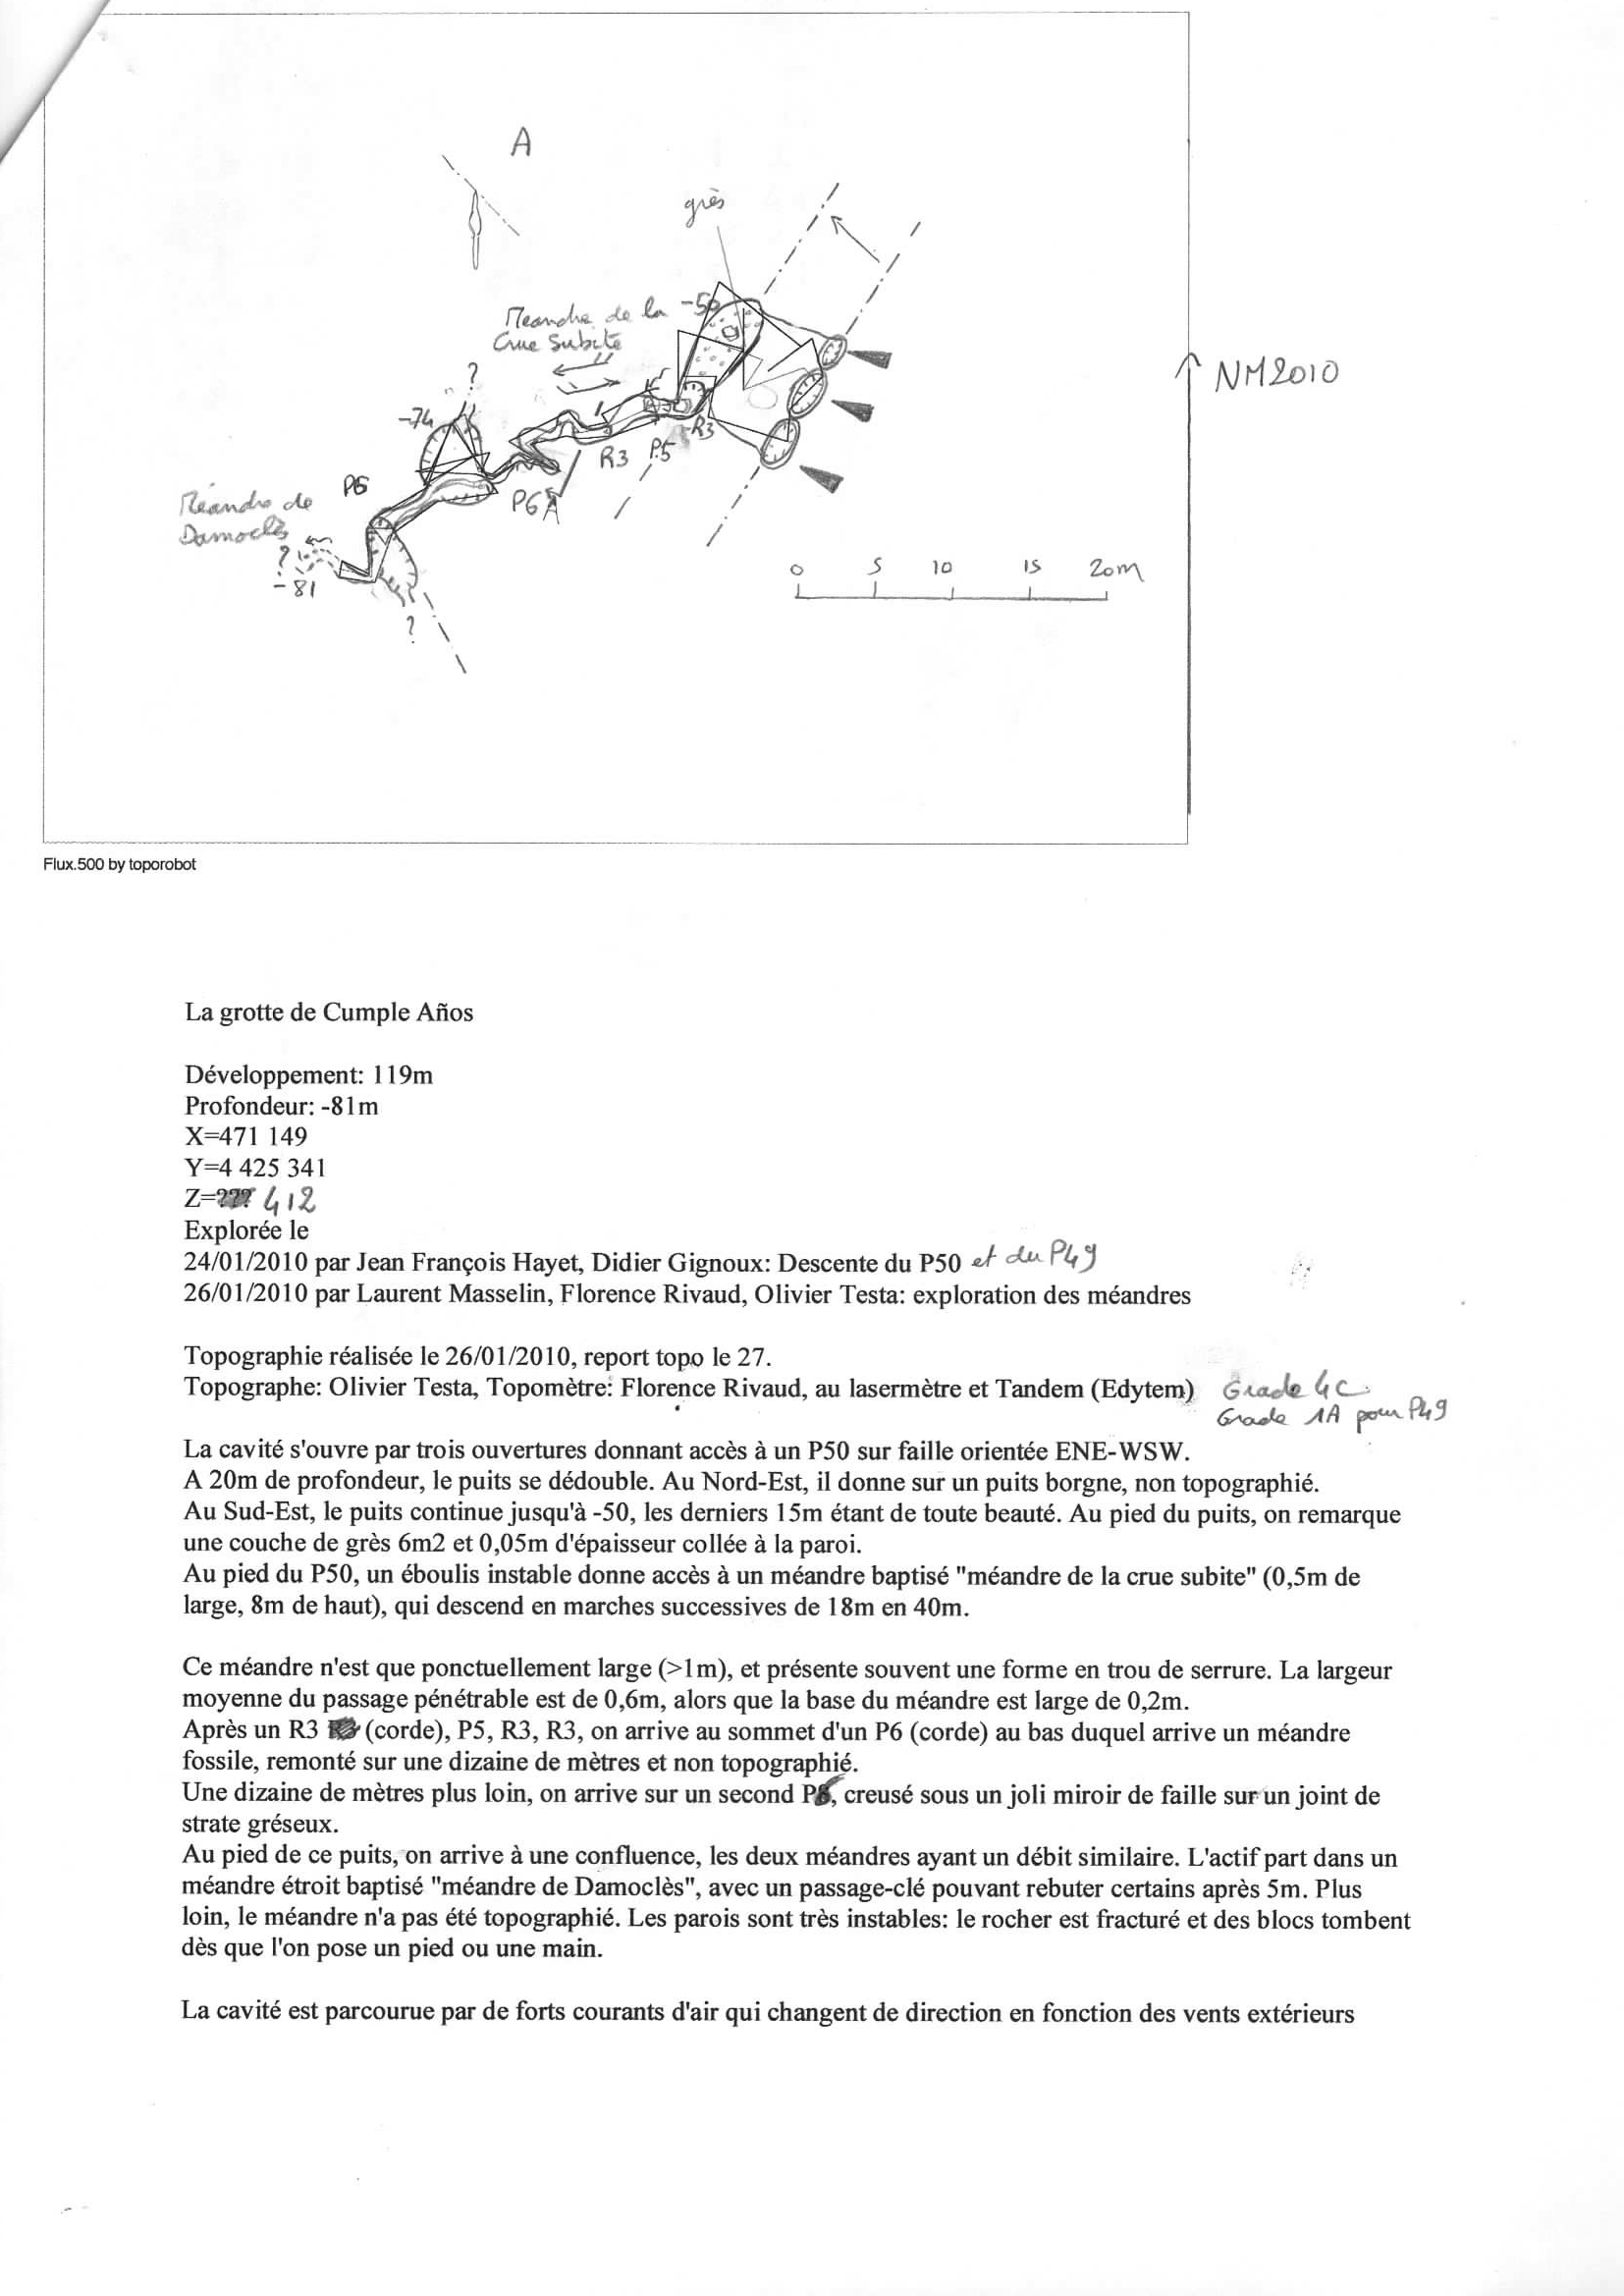 A
grès
Méandre de la -50
Crue Subite
NM2010
?
-74
R3 P.5 R3
P6
P6
Méandre de
Damoclès
?
-81
?
0 5 10 15 20m
Flux.500 by toporobot
La grotte de Cumple Años
Développement: 119m
Profondeur: -81m
X=471 149
Y=4 425 341
Z=??? 412
Explorée le
24/01/2010 par Jean François Hayet, Didier Gignoux: Descente du P50 et du P49
26/01/2010 par Laurent Masselin, Florence Rivaud, Olivier Testa: exploration des méandres
Topographie réalisée le 26/01/2010, report topo le 27.
Topographe: Olivier Testa, Topomètre: Florence Rivaud, au lasermètre et Tandem (Edytem) Grade 4C
Grade 1A pour P49
La cavité s'ouvre par trois ouvertures donnant accès à un P50 sur faille orientée ENE-WSW.
A 20m de profondeur, le puits se dédouble. Au Nord-Est, il donne sur un puits borgne, non topographié.
Au Sud-Est, le puits continue jusqu'à -50, les derniers 15m étant de toute beauté. Au pied du puits, on remarque
une couche de grès 6m2 et 0,05m d'épaisseur collée à la paroi.
Au pied du P50, un éboulis instable donne accès à un méandre baptisé "méandre de la crue subite" (0,5m de
large, 8m de haut), qui descend en marches successives de 18m en 40m.
Ce méandre n'est que ponctuellement large (>1m), et présente souvent une forme en trou de serrure. La largeur
moyenne du passage pénétrable est de 0,6m, alors que la base du méandre est large de 0,2m.
Après un R3 (corde), P5, R3, R3, on arrive au sommet d'un P6 (corde) au bas duquel arrive un méandre
fossile, remonté sur une dizaine de mètres et non topographié.
Une dizaine de mètres plus loin, on arrive sur un second P6, creusé sous un joli miroir de faille sur un joint de
strate gréseux.
Au pied de ce puits, on arrive à une confluence, les deux méandres ayant un débit similaire. L'actif part dans un
méandre étroit baptisé "méandre de Damoclès", avec un passage-clé pouvant rebuter certains après 5m. Plus
loin, le méandre n'a pas été topographié. Les parois sont très instables: le rocher est fracturé et des blocs tombent
dès que l'on pose un pied ou une main.
La cavité est parcourue par de forts courants d'air qui changent de direction en fonction des vents extérieurs